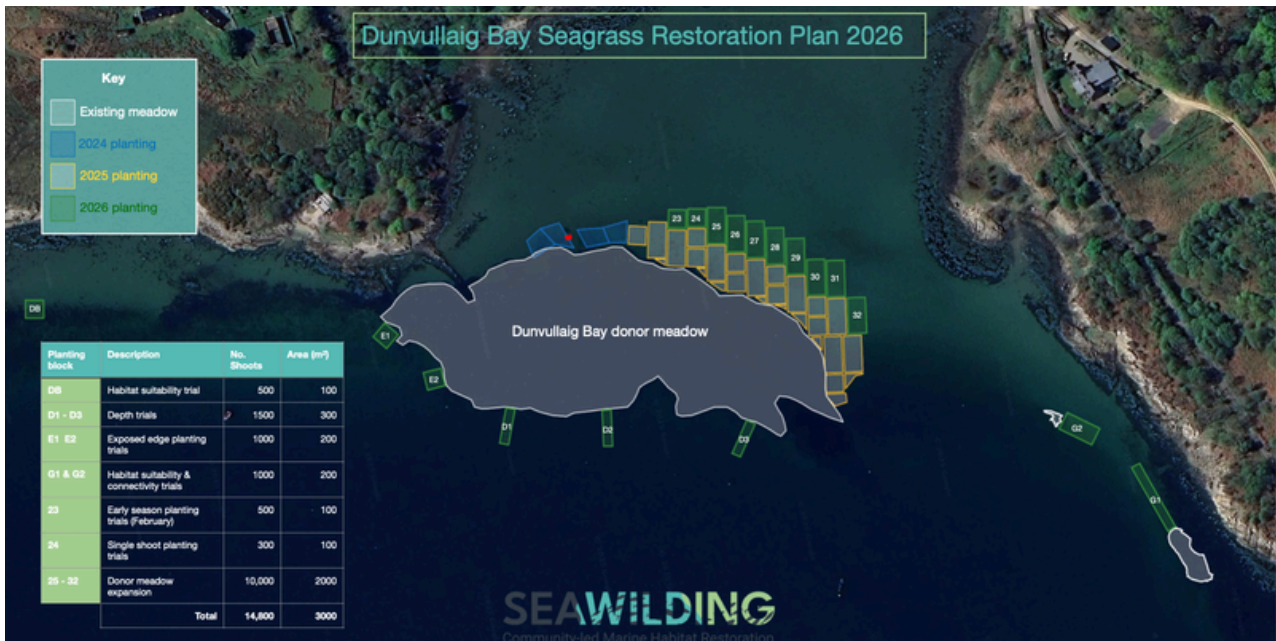 Dunvullaig Bay Seagrass Restoration Plan 2026
Key
Existing meadow
2024 planting
2025 planting
2026 planting
23
24
25
26
27
28
29
30
31
32
Dunvullaig Bay donor meadow
DB
E1
E2
D1
D2
D3
G2
G1
Planting block Description No. Shoots Area (m²)
DB Habitat suitability trial 500 100
D1 - D3 Depth trials 1500 300
E1 E2 Exposed edge planting trials 1000 200
G1 & G2 Habitat suitability & connectivity trials 1000 200
23 Early season planting trials (February) 500 100
24 Single shoot planting trials 300 100
25 - 32 Donor meadow expansion 10,000 2000
Total 14,800 3000
SEAWILDING
Community-led Marine Habitat Restoration